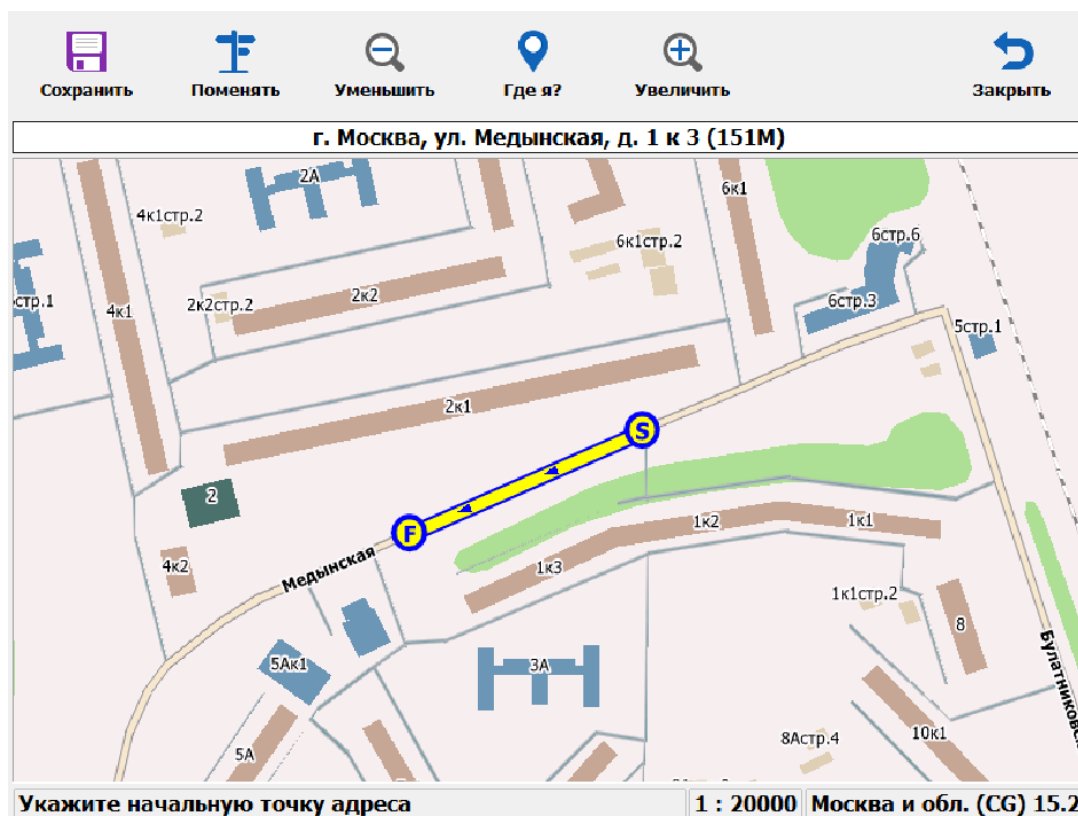 Сохранить Поменять Уменьшить Где я? Увеличить Закрыть
г. Москва, ул. Медынская, д. 1 к 3 (151М)
2А
6к1
4к1стр.2
6стр.6
6к1стр.2
2к2
стр.1
2к2стр.2
6стр.3
4к1
5стр.1
2к1
S
2
1к2
1к1
F
Медынская
4к2
1к3
1к1стр.2
8
5Ак1
3А
Булатниковс
10к1
8Астр.4
5А
Укажите начальную точку адреса 1 : 20000 Москва и обл. (CG) 15.2